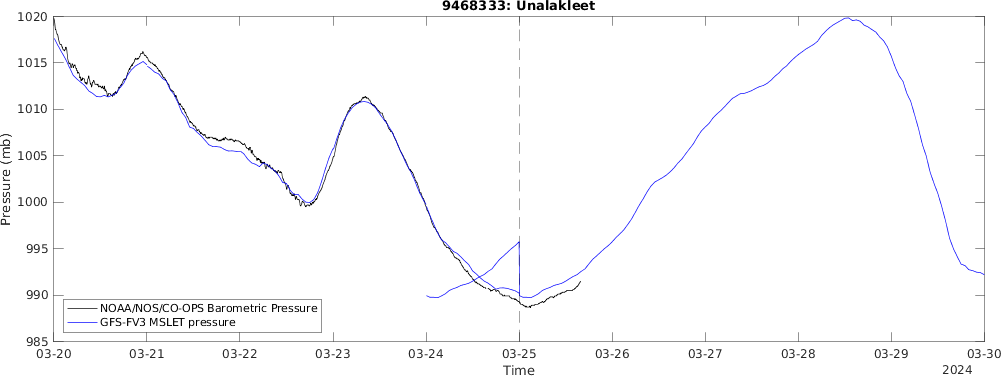 9468333: Unalakleet
Pressure (mb)
1020
1015
1010
1005
1000
995
990
985
NOAA/NOS/CO-OPS Barometric Pressure
GFS-FV3 MSLET pressure
03-20 03-21 03-22 03-23 03-24 03-25 03-26 03-27 03-28 03-29 03-30
Time
2024